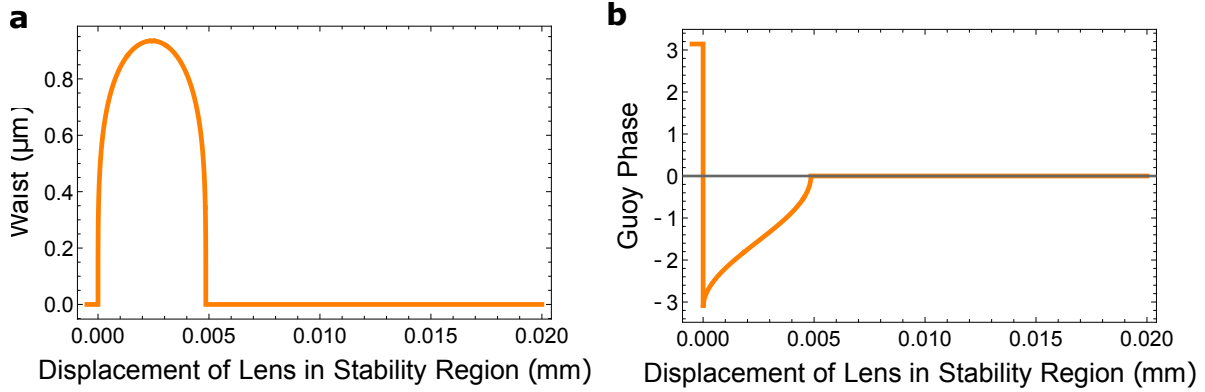 a
Waist (μm)
0.8
0.6
0.4
0.2
0.0
0.000 0.005 0.010 0.015 0.020
Displacement of Lens in Stability Region (mm)
b
Guoy Phase
3
2
1
0
-1
-2
-3
0.000 0.005 0.010 0.015 0.020
Displacement of Lens in Stability Region (mm)